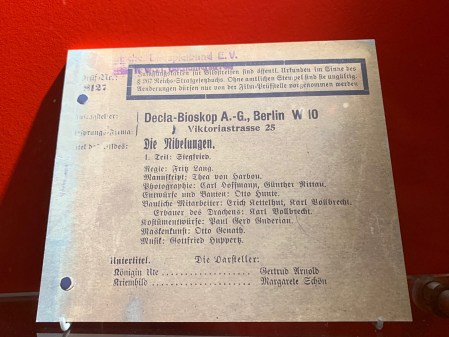 E.V.
Zulassungskarten für Bildstreifen sind öffentl. Urkunden im Sinne des
§ 267 Reichs-Strafgesetzbuch. Ohne amtlichen Stempel sind sie ungültig.
Änderungen dürfen nur von der Film-Prüfstelle vorgenommen werden
8127
Decla-Bioskop A.-G., Berlin W 10
Viktoriastrasse 25
Die Nibelungen.
1. Teil: Siegfried.
Regie: Fritz Lang.
Manuskript: Thea von Harbou.
Photographie: Carl Hoffmann, Günther Rittau.
Entwürfe und Bauten: Otto Hunte.
Bauliche Mitarbeiter: Erich Kettelhut, Karl Vollbrecht.
Erbauer des Drachens: Karl Vollbrecht.
Kostümentwürfe: Paul Gerd Guderian.
Maskenkunst: Otto Genath.
Musik: Gottfried Huppertz.
Untertitel. Die Darsteller:
Königin Ute .................... Gertrud Arnold
Kriemhild .................... Margarete Schön